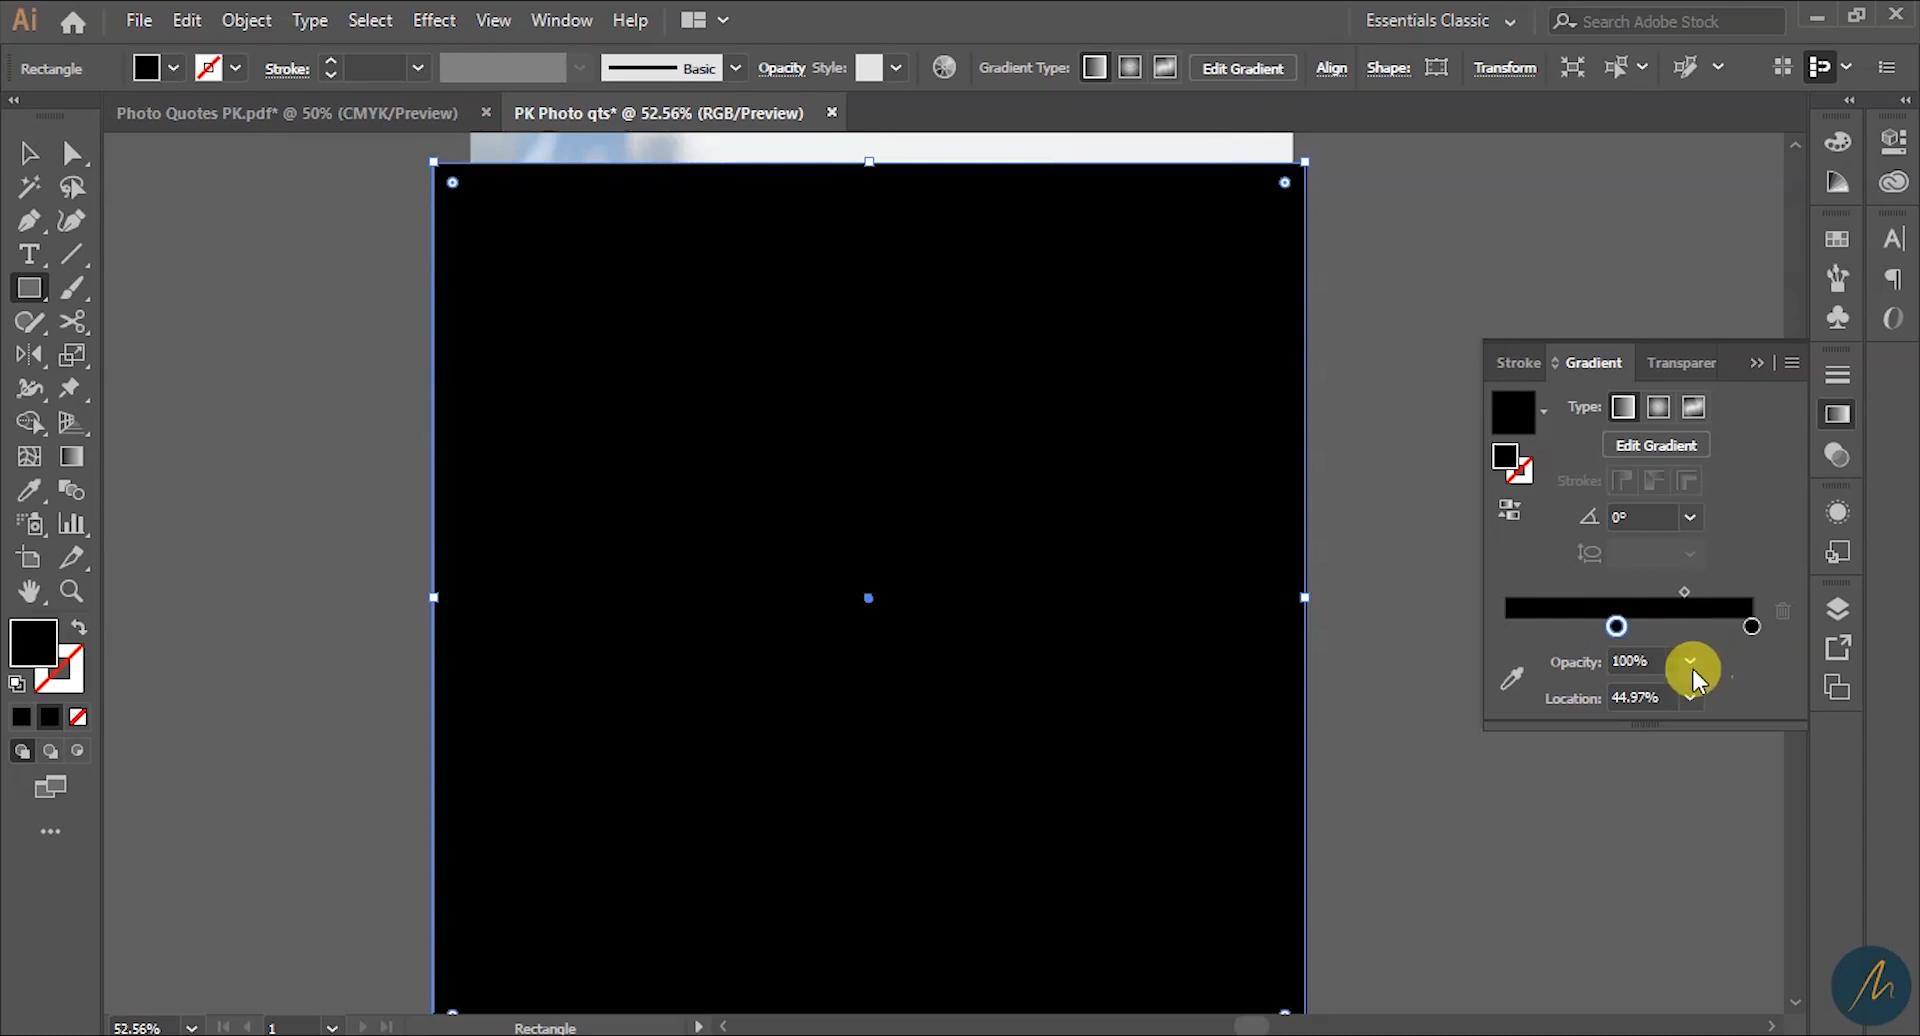 Ai File Edit Object Type Select Effect View Window Help Essentials Classic Search Adobe Stock
Rectangle Stroke: Basic Opacity Style: Gradient Type: Edit Gradient Align Shape: Transform
Photo Quotes PK.pdf* @ 50% (CMYK/Preview) PK Photo qts* @ 52.56% (RGB/Preview)
Stroke Gradient Transparer
Type:
Edit Gradient
Stroke:
0°
Opacity: 100%
Location: 44.97%
52.56% 1 Rectangle